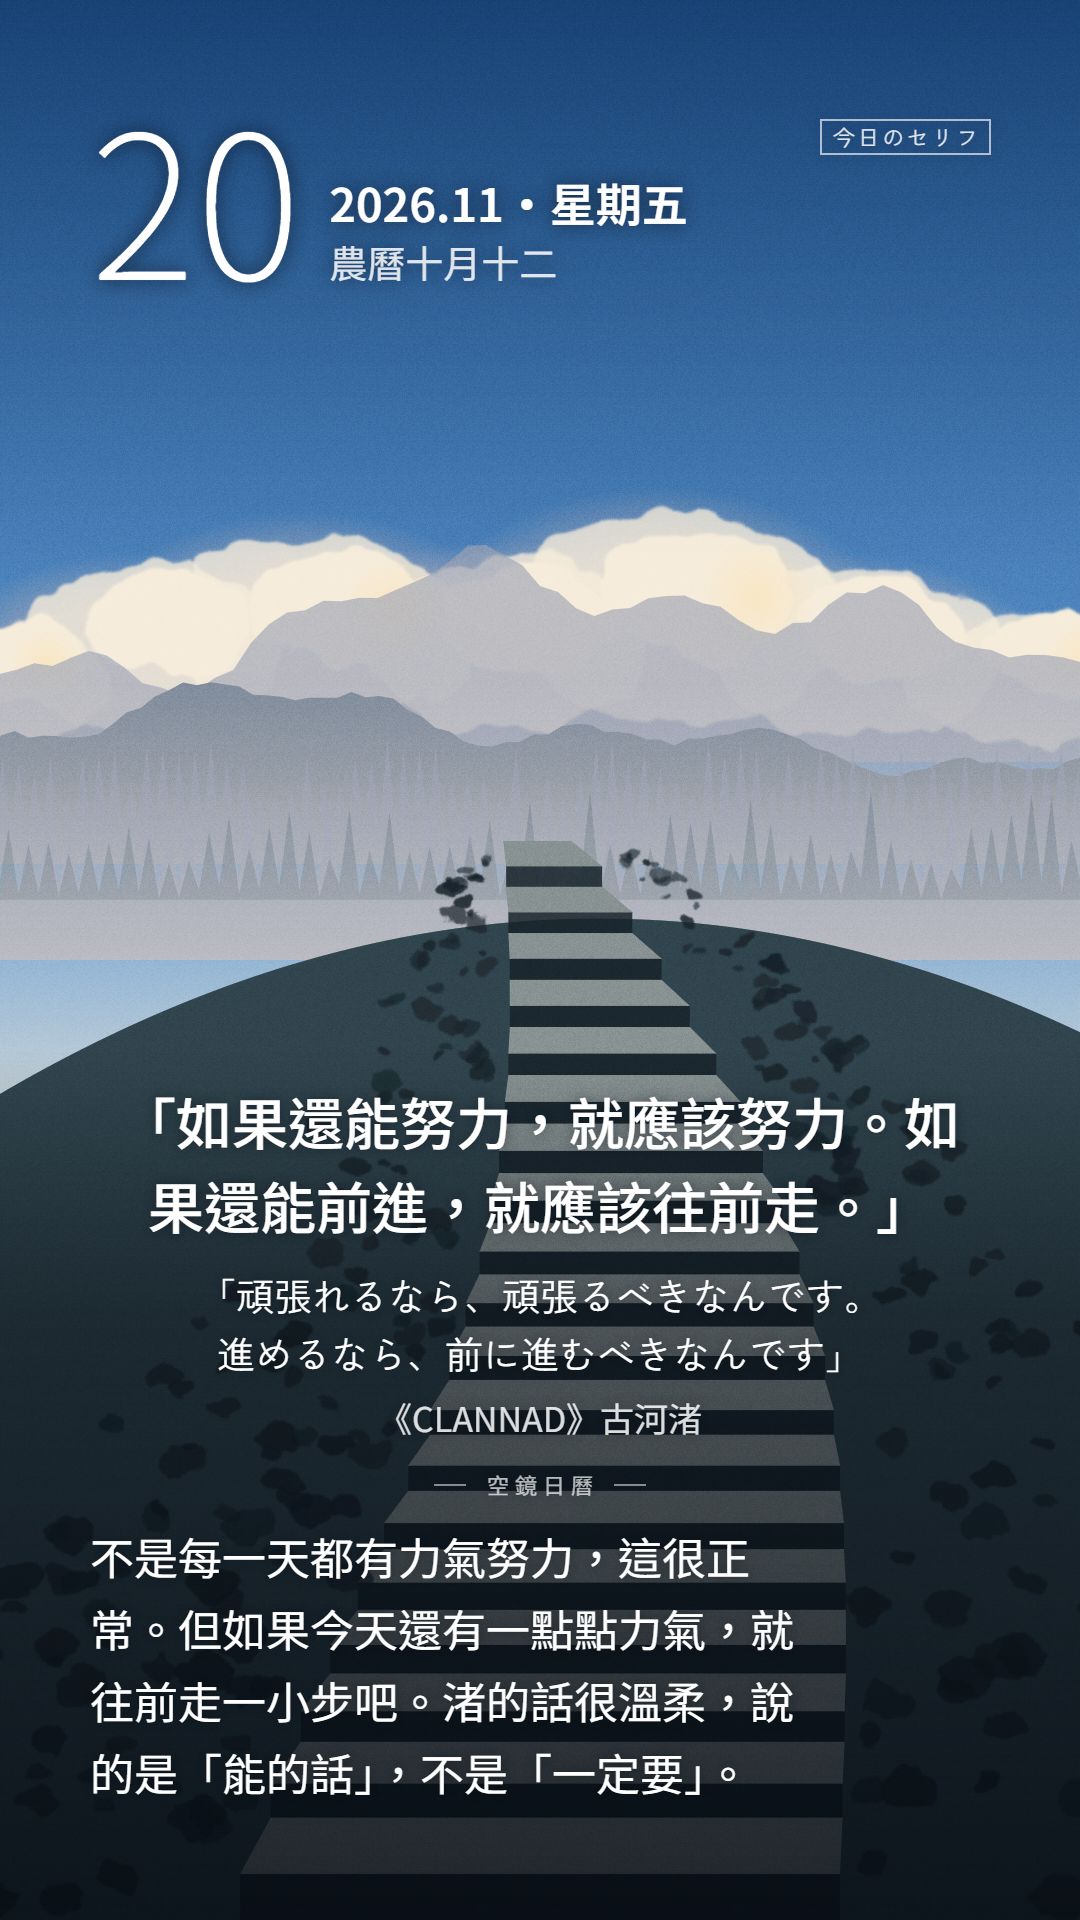 20
今日のセリフ
2026.11・星期五
農曆十月十二
「如果還能努力，就應該努力。如
果還能前進，就應該往前走。」
「頑張れるなら、頑張るべきなんです。
進めるなら、前に進むべきなんです」
《CLANNAD》古河渚
空鏡日曆
不是每一天都有力氣努力，這很正
常。但如果今天還有一點點力氣，就
往前走一小步吧。渚的話很溫柔，說
的是「能的話」，不是「一定要」。